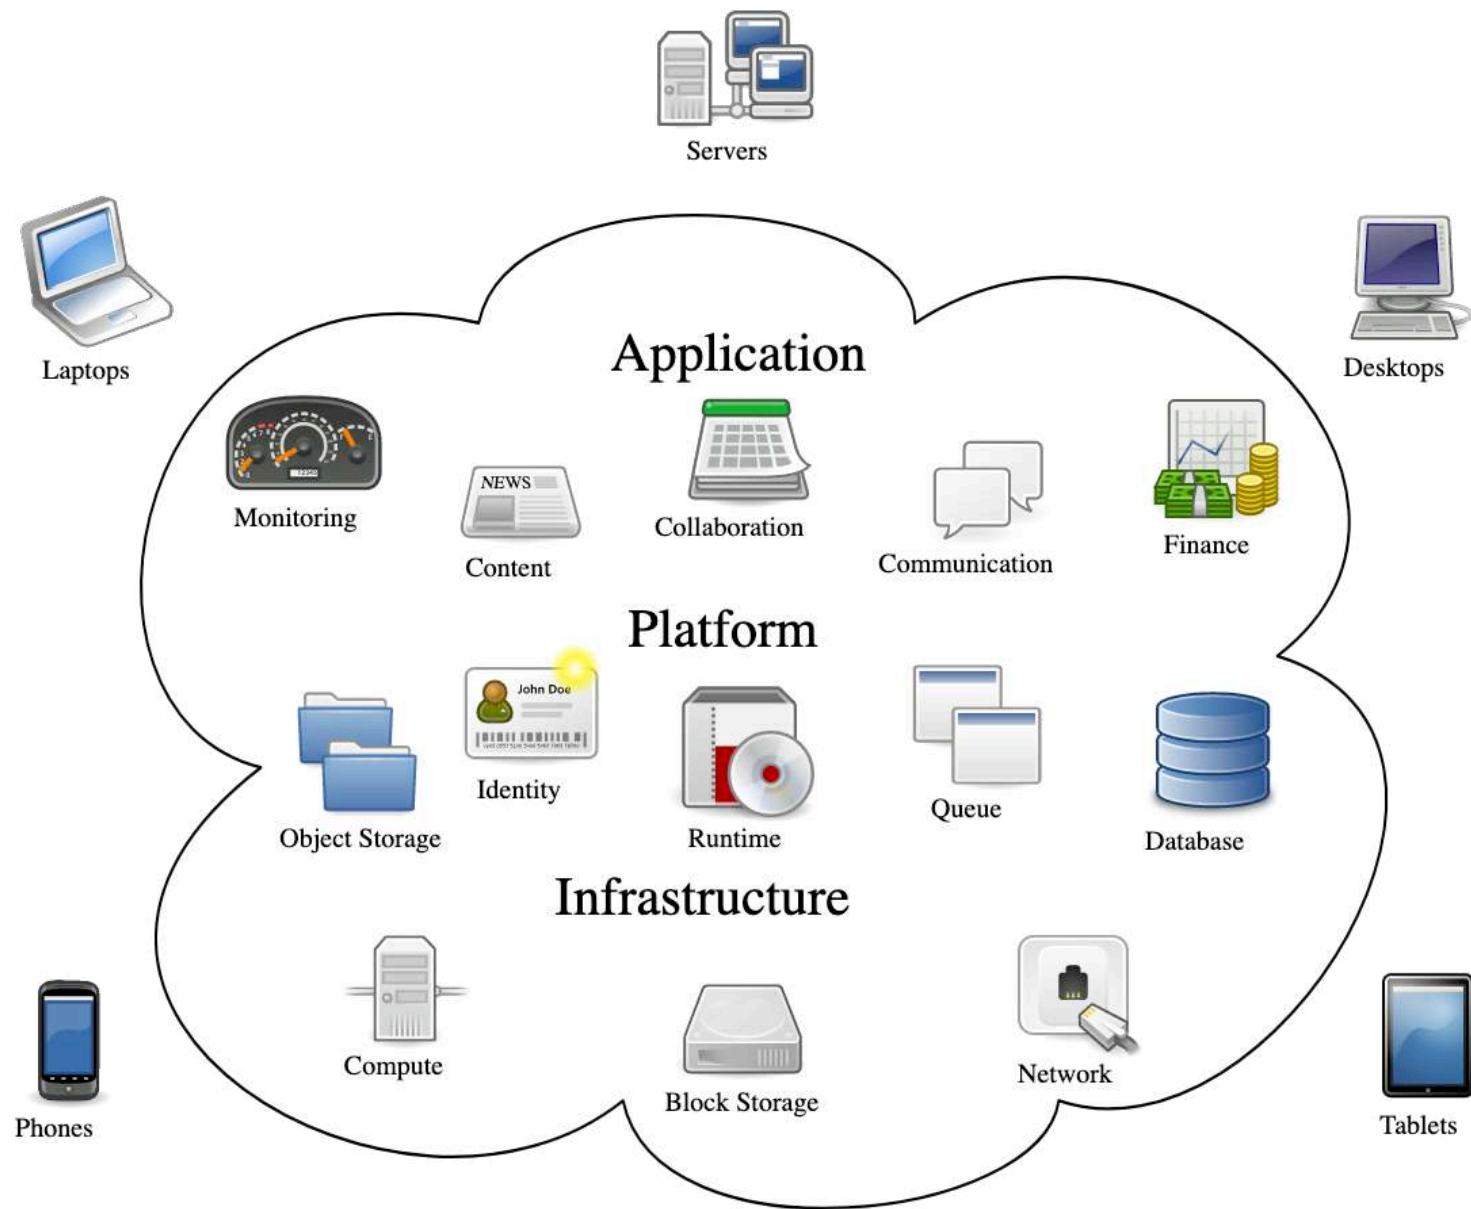 Servers
Laptops
Desktops
Application
Monitoring
NEWS
Content
Collaboration
Communication
Finance
Platform
John Doe
Object Storage
Identity
Runtime
Queue
Database
Infrastructure
Compute
Block Storage
Network
Phones
Tablets